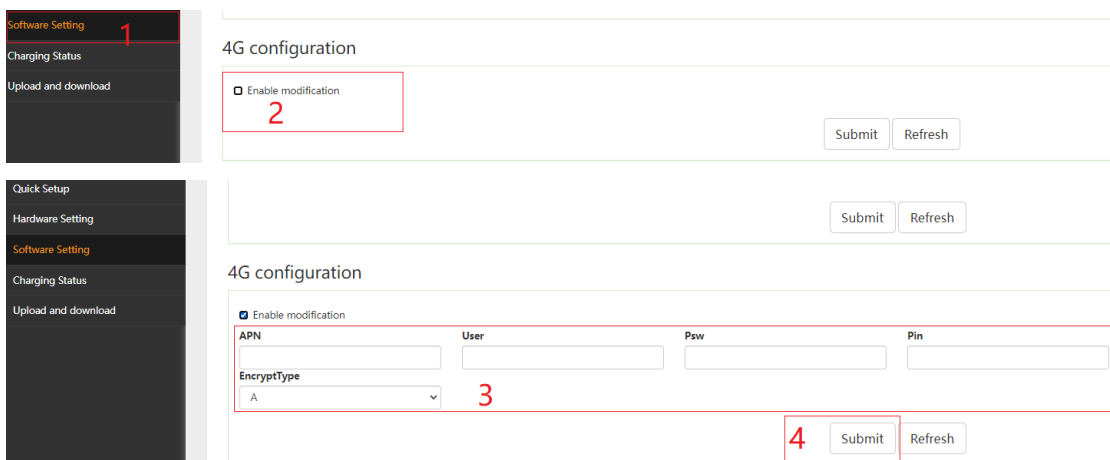 Software Setting
1
Charging Status
Upload and download
4G configuration
Enable modification
2
Submit Refresh
Quick Setup
Hardware Setting
Software Setting
Charging Status
Upload and download
Submit Refresh
4G configuration
Enable modification
APN User Psw Pin
EncryptType
A
3
4
Submit Refresh